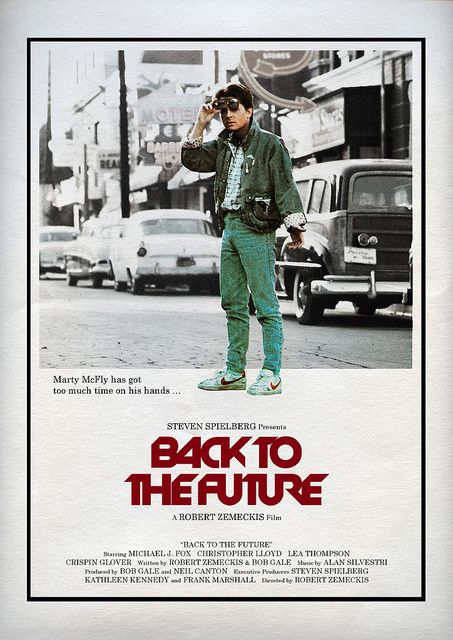 STORES
MOTEL
Marty McFly has got
too much time on his hands ...
STEVEN SPIELBERG Presents
BACK TO
THE FUTURE
A ROBERT ZEMECKIS Film
"BACK TO THE FUTURE"
Starring MICHAEL J. FOX CHRISTOPHER LLOYD LEA THOMPSON
CRISPIN GLOVER Written by ROBERT ZEMECKIS & BOB GALE Music by ALAN SILVESTRI
Produced by BOB GALE and NEIL CANTON Executive Producers STEVEN SPIELBERG
KATHLEEN KENNEDY and FRANK MARSHALL Directed by ROBERT ZEMECKIS